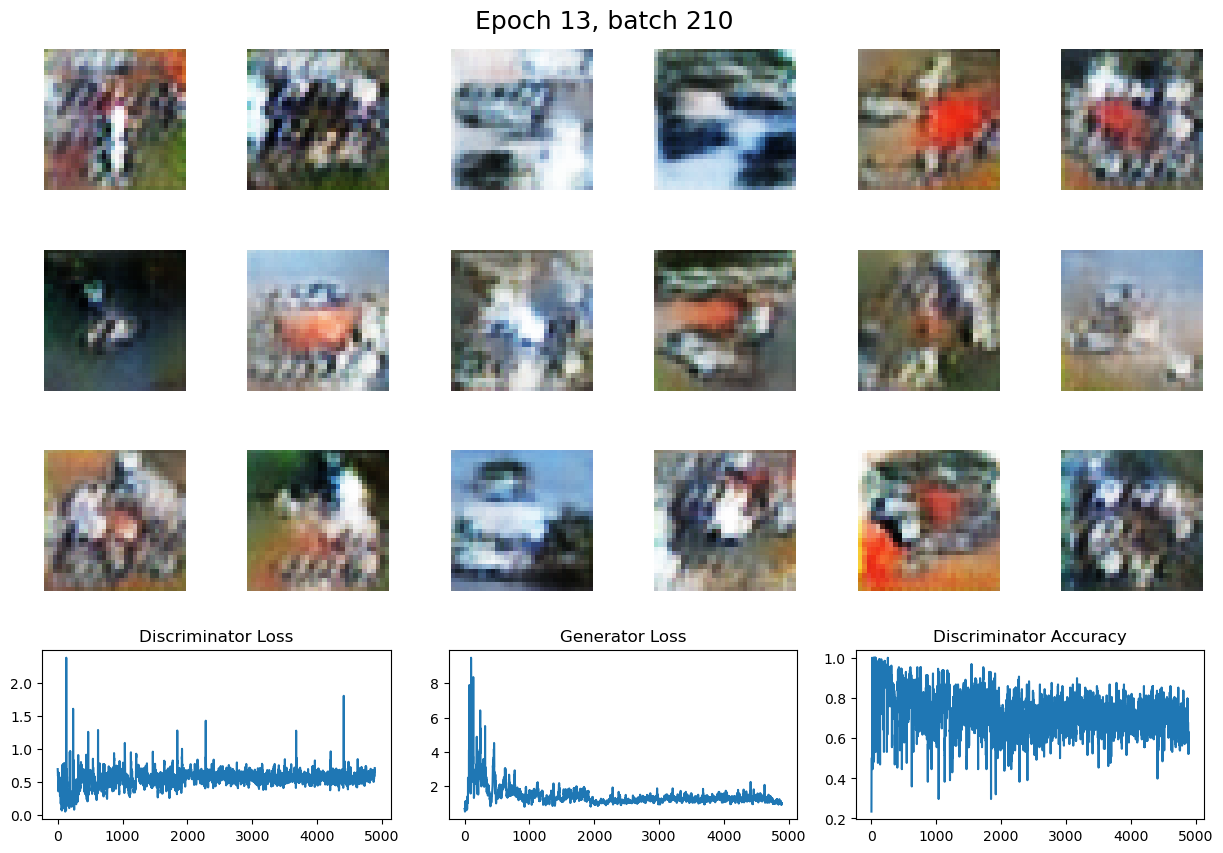 Epoch 13, batch 210
Discriminator Loss
Generator Loss
Discriminator Accuracy
2.0
1.5
1.0
0.5
0.0
0 1000 2000 3000 4000 5000
8
6
4
2
0 1000 2000 3000 4000 5000
1.0
0.8
0.6
0.4
0.2
0 1000 2000 3000 4000 5000